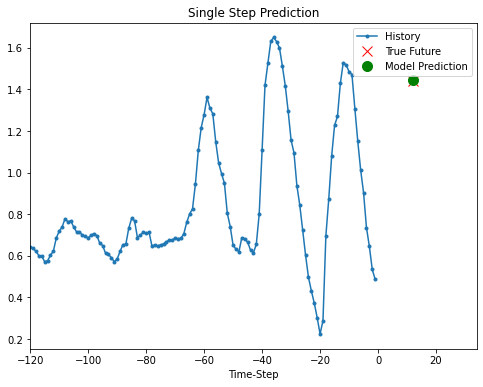 Single Step Prediction
History
True Future
Model Prediction
1.6
1.4
1.2
1.0
0.8
0.6
0.4
0.2
−120 −100 −80 −60 −40 −20 0 20
Time-Step